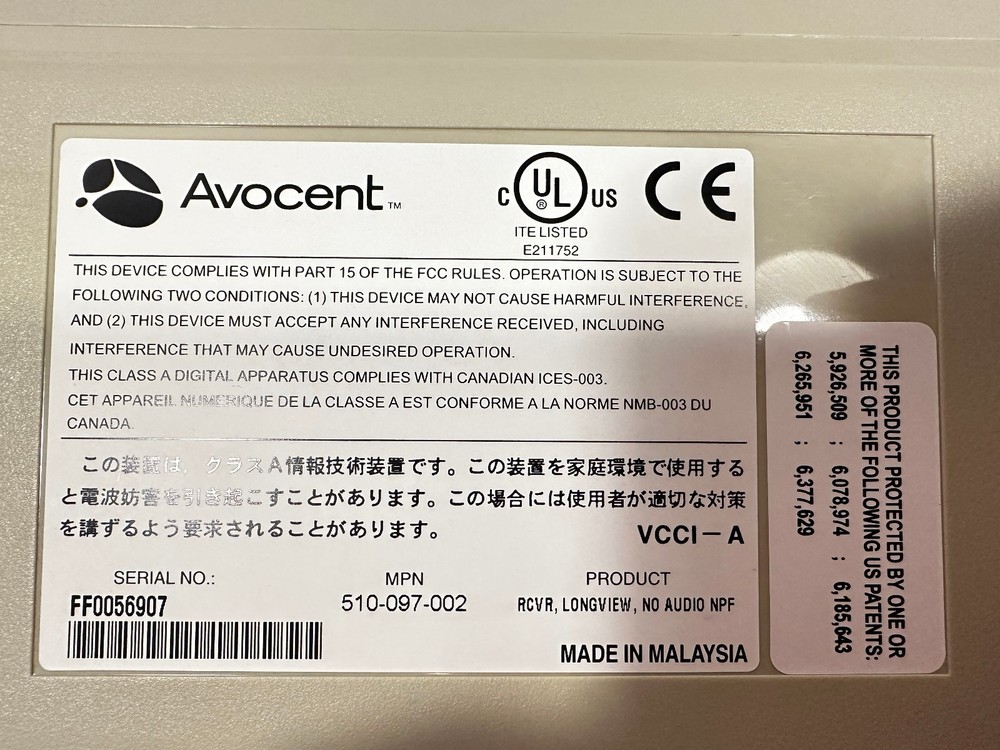 Avocent™
C UL® US
CE
ITE LISTED
E211752
THIS DEVICE COMPLIES WITH PART 15 OF THE FCC RULES. OPERATION IS SUBJECT TO THE
FOLLOWING TWO CONDITIONS: (1) THIS DEVICE MAY NOT CAUSE HARMFUL INTERFERENCE,
AND (2) THIS DEVICE MUST ACCEPT ANY INTERFERENCE RECEIVED, INCLUDING
INTERFERENCE THAT MAY CAUSE UNDESIRED OPERATION.
THIS CLASS A DIGITAL APPARATUS COMPLIES WITH CANADIAN ICES-003.
CET APPAREIL NUMERIQUE DE LA CLASSE A EST CONFORME A LA NORME NMB-003 DU
CANADA.
この装置は、クラスA情報技術装置です。この装置を家庭環境で使用する
と電波妨害を引き起こすことがあります。この場合には使用者が適切な対策
を講ずるよう要求されることがあります。
VCCI－A
SERIAL NO.:
FF0056907
MPN
510-097-002
PRODUCT
RCVR, LONGVIEW, NO AUDIO NPF
MADE IN MALAYSIA
THIS PRODUCT PROTECTED BY ONE OR
MORE OF THE FOLLOWING US PATENTS:
5,926,509 ; 6,078,974 ; 6,185,643
6,265,951 ; 6,377,629